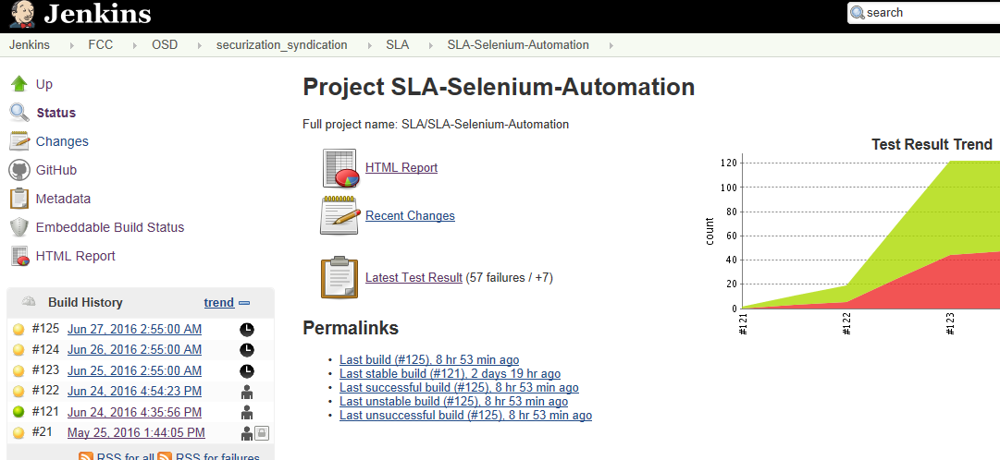 Jenkins
search
Jenkins FCC OSD securization_syndication SLA SLA-Selenium-Automation
Up
Status
Changes
GitHub
Metadata
Embeddable Build Status
HTML Report
Build History trend
#125 Jun 27, 2016 2:55:00 AM
#124 Jun 26, 2016 2:55:00 AM
#123 Jun 25, 2016 2:55:00 AM
#122 Jun 24, 2016 4:54:23 PM
#121 Jun 24, 2016 4:35:56 PM
#21 May 25, 2016 1:44:05 PM
RSS for all RSS for failures
Project SLA-Selenium-Automation
Full project name: SLA/SLA-Selenium-Automation
HTML Report
Recent Changes
Latest Test Result (57 failures / +7)
Permalinks
• Last build (#125), 8 hr 53 min ago
• Last stable build (#121), 2 days 19 hr ago
• Last successful build (#125), 8 hr 53 min ago
• Last unstable build (#125), 8 hr 53 min ago
• Last unsuccessful build (#125), 8 hr 53 min ago
Test Result Trend
count
120
100
80
60
40
20
0
#121
#122
#123